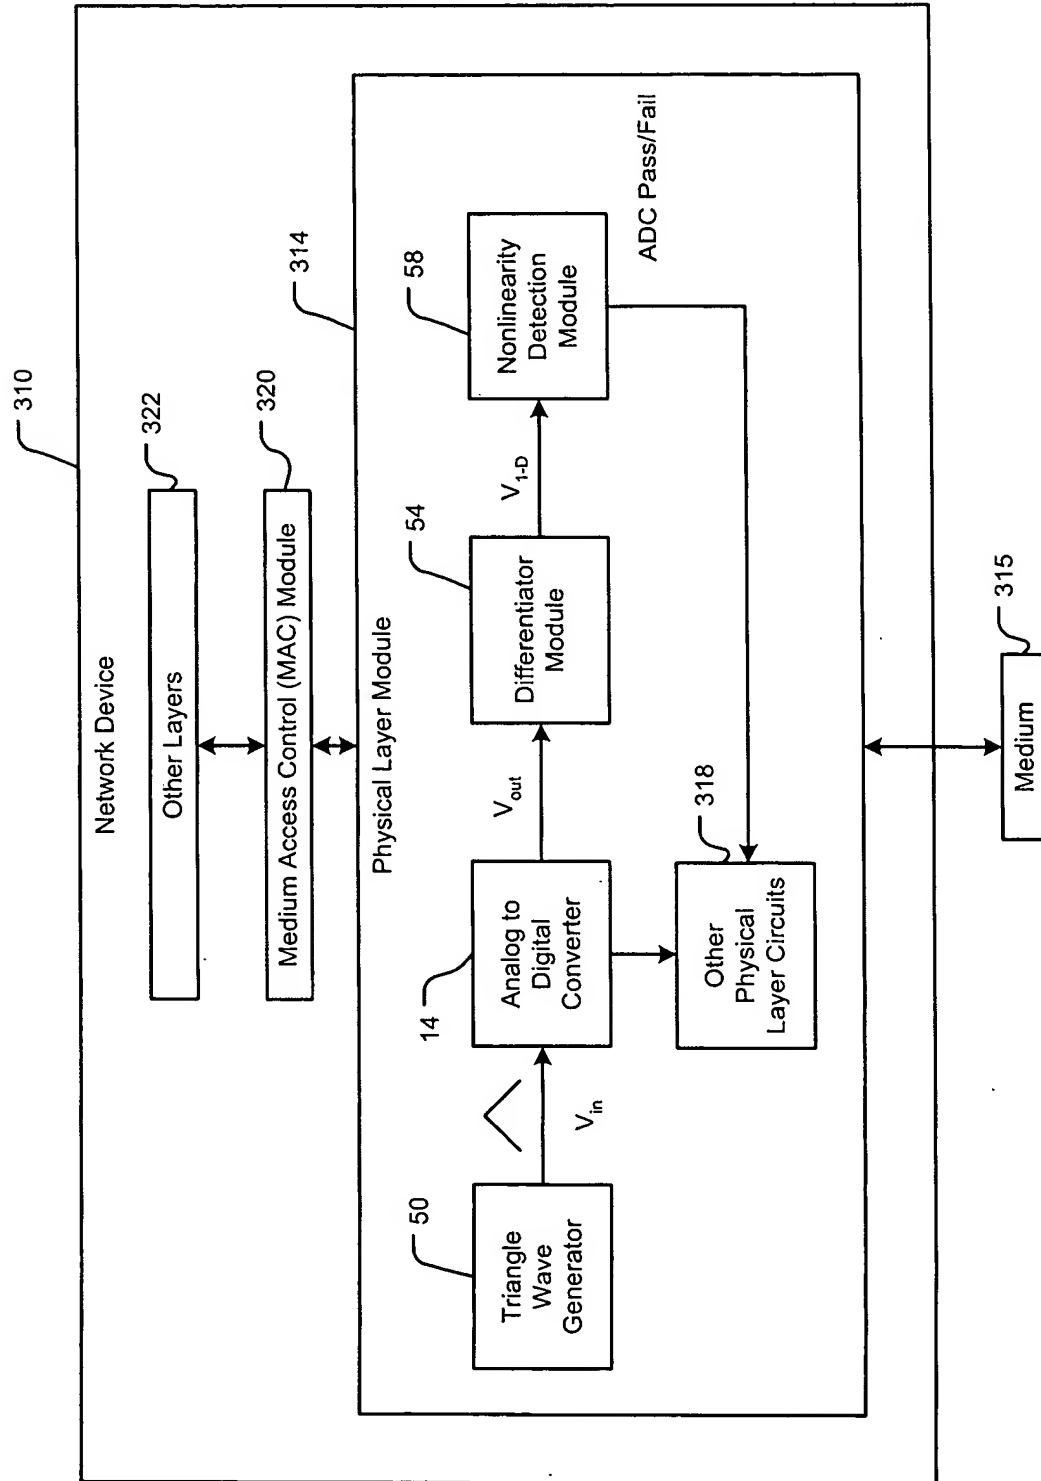 Network Device
310
Other Layers
322
Medium Access Control (MAC) Module
320
Physical Layer Module
314
Triangle
Wave
Generator
50
V_in
Analog to
Digital
Converter
14
V_out
Differentiator
Module
54
V_1-D
Nonlinearity
Detection
Module
58
ADC Pass/Fail
Other
Physical
Layer Circuits
318
Medium
315